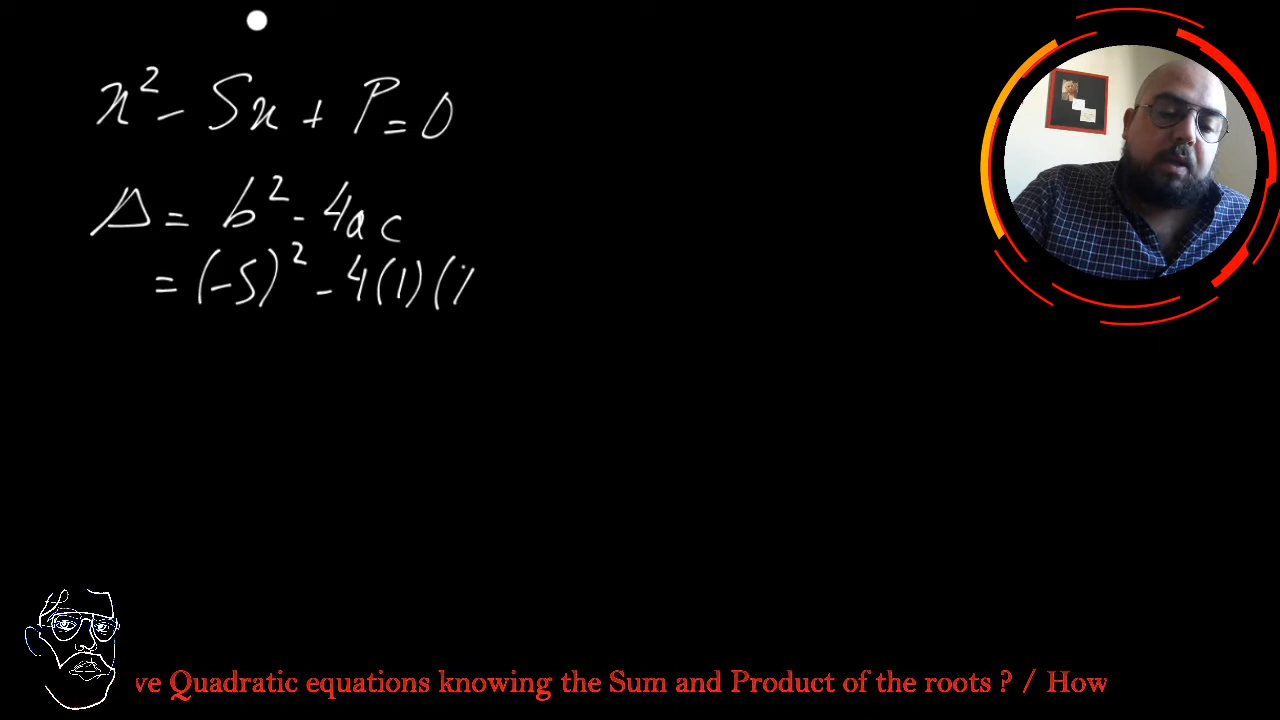 x² - Sx + P = 0
Δ = b² - 4ac
= (-S)² - 4(1)(
ve Quadratic equations knowing the Sum and Product of the roots ? / How